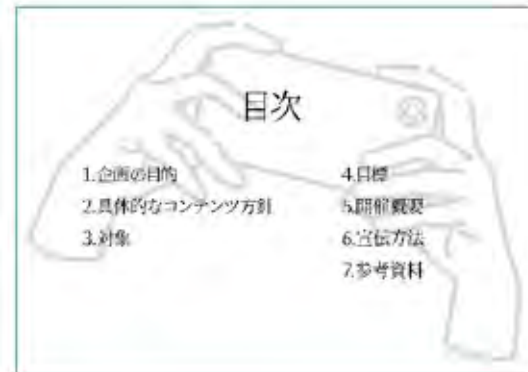 目次
1.企画の目的
2.具体的なコンテンツ方針
3.対象
4.目標
5.開催概要
6.宣伝方法
7.参考資料